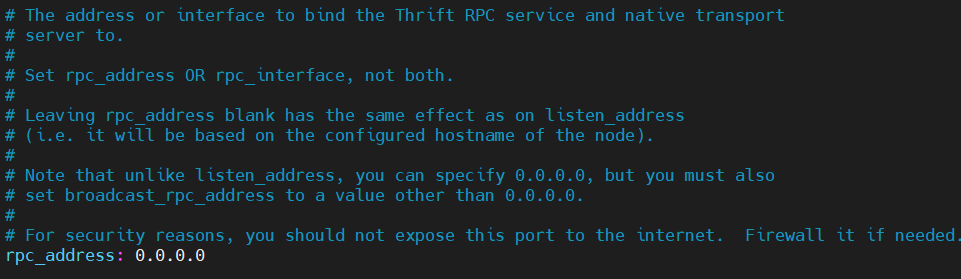 # The address or interface to bind the Thrift RPC service and native transport
# server to.
#
# Set rpc_address OR rpc_interface, not both.
#
# Leaving rpc_address blank has the same effect as on listen_address
# (i.e. it will be based on the configured hostname of the node).
#
# Note that unlike listen_address, you can specify 0.0.0.0, but you must also
# set broadcast_rpc_address to a value other than 0.0.0.0.
#
# For security reasons, you should not expose this port to the internet.  Firewall it if needed.
rpc_address: 0.0.0.0